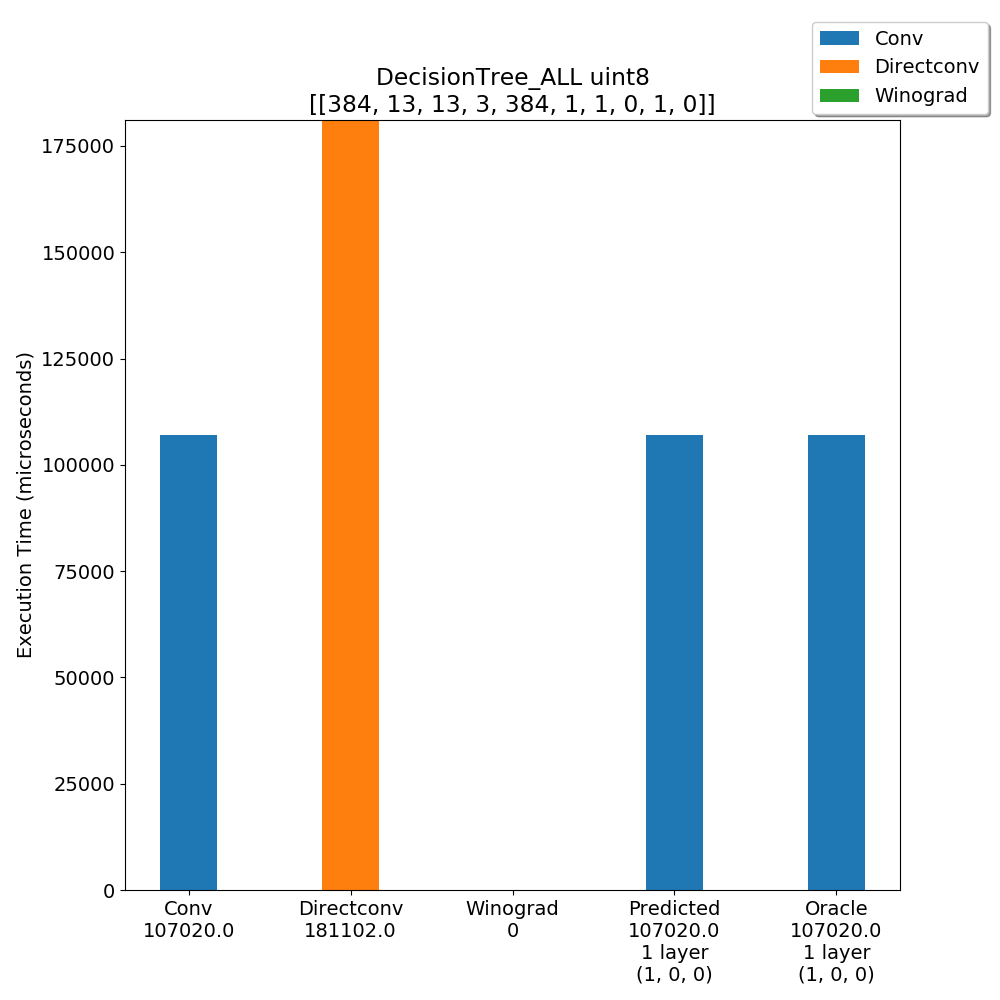 Conv
Directconv
Winograd
DecisionTree_ALL uint8
[[384, 13, 13, 3, 384, 1, 1, 0, 1, 0]]
Execution Time (microseconds)
175000
150000
125000
100000
75000
50000
25000
0
Conv
107020.0
Directconv
181102.0
Winograd
0
Predicted
107020.0
1 layer
(1, 0, 0)
Oracle
107020.0
1 layer
(1, 0, 0)